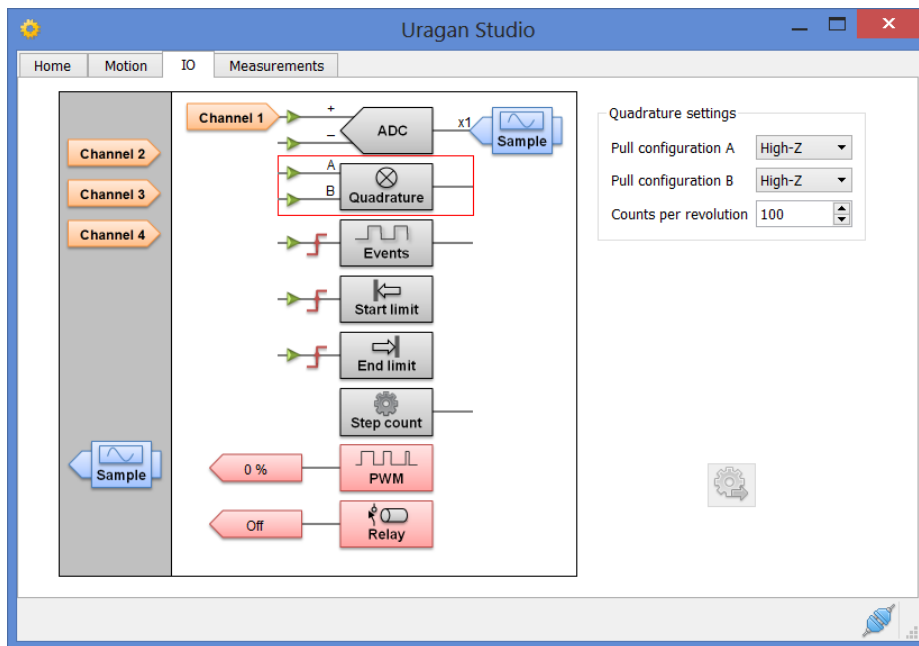 Uragan Studio
Home Motion IO Measurements
Channel 1
+
−
ADC
x1
Sample
Channel 2
Channel 3
Channel 4
A
B
Quadrature
Events
Start limit
End limit
Step count
Sample
0 %
PWM
Off
Relay
Quadrature settings
Pull configuration A High-Z
Pull configuration B High-Z
Counts per revolution 100